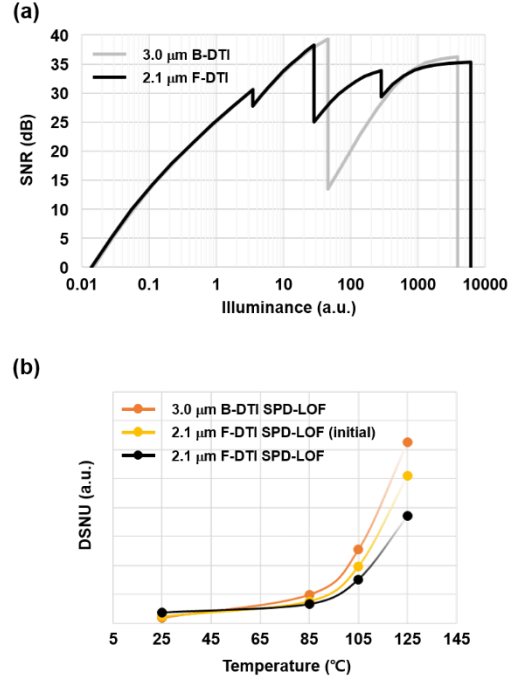 (a)
40
35
30
25
20
15
10
5
0
SNR (dB)
3.0 μm B-DTI
2.1 μm F-DTI
0.01 0.1 1 10 100 1000 10000
Illuminance (a.u.)
(b)
3.0 μm B-DTI SPD-LOF
2.1 μm F-DTI SPD-LOF (initial)
2.1 μm F-DTI SPD-LOF
DSNU (a.u.)
5 25 45 65 85 105 125 145
Temperature (℃)